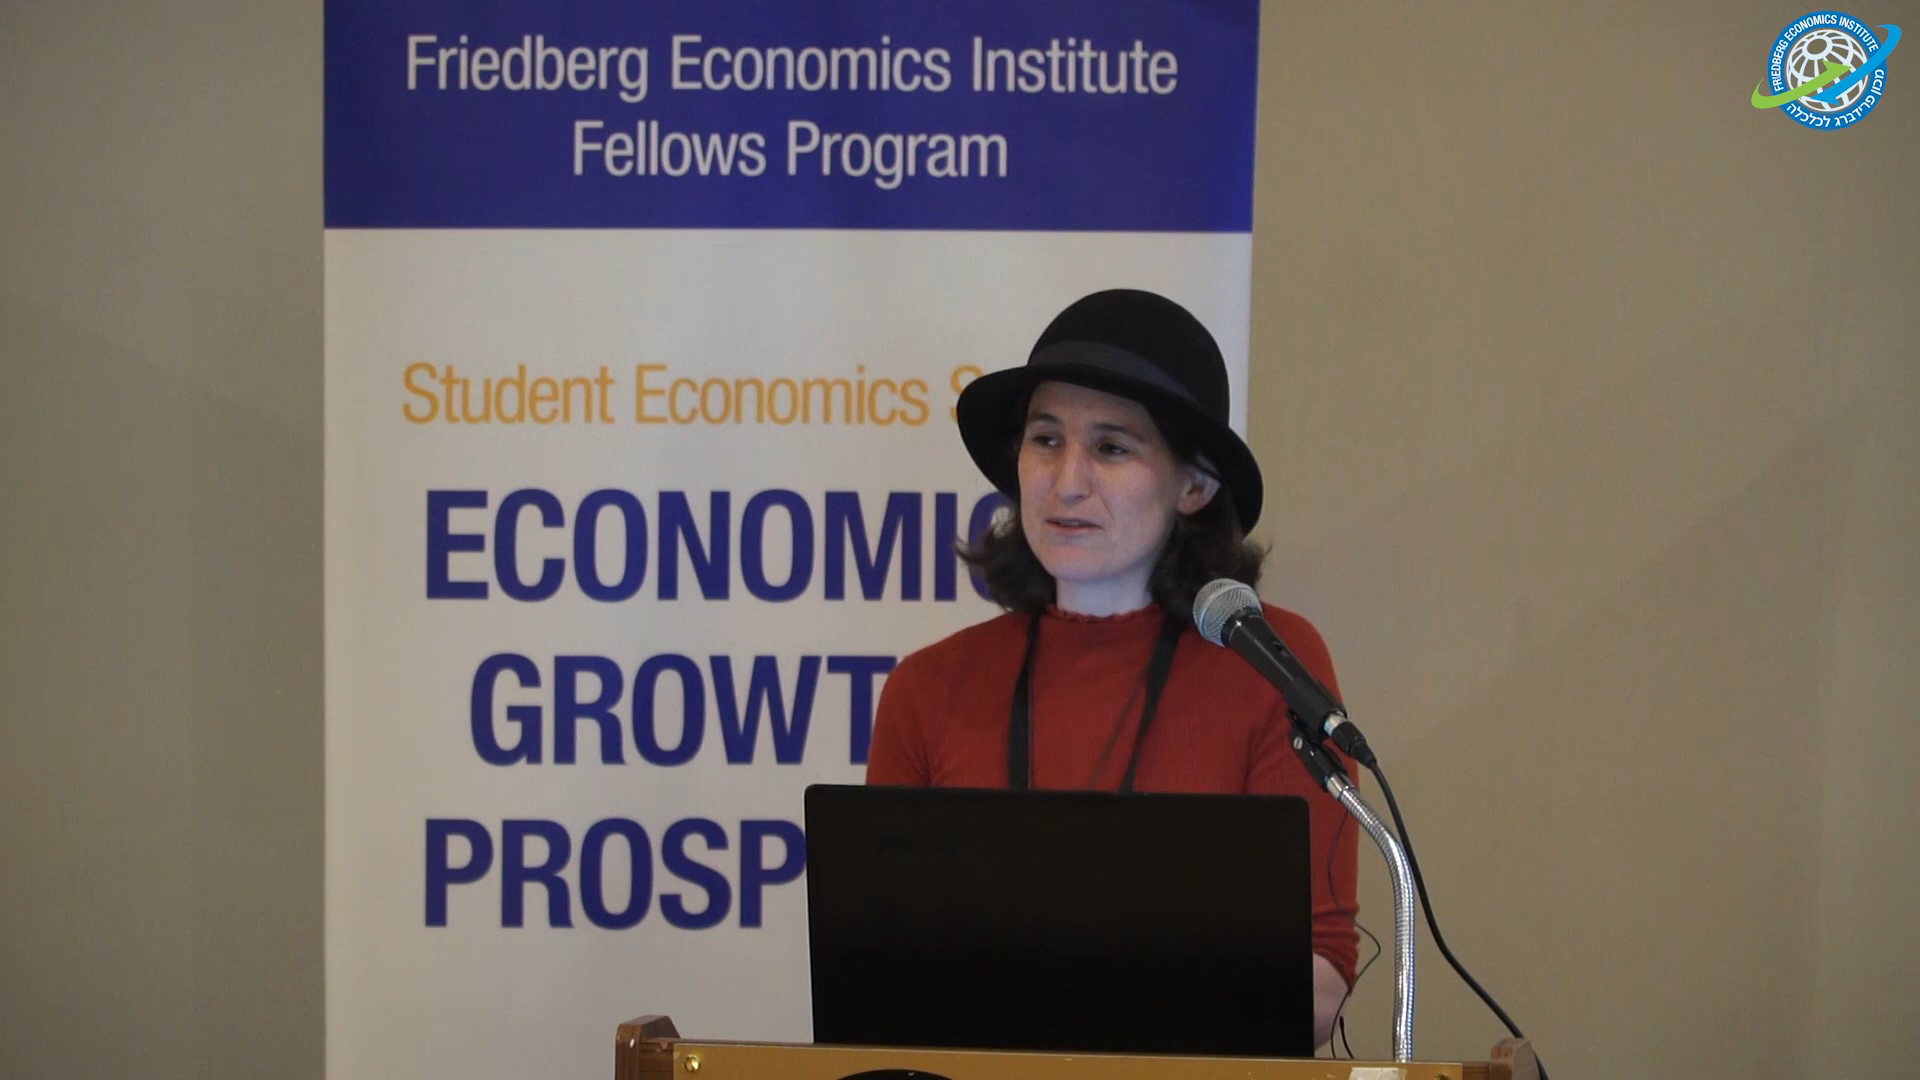 Friedberg Economics Institute
Fellows Program
Student Economics
ECONOMIC
GROWT
PROSP
FRIEDBERG ECONOMICS INSTITUTE
מכון פרידברג לכלכלה